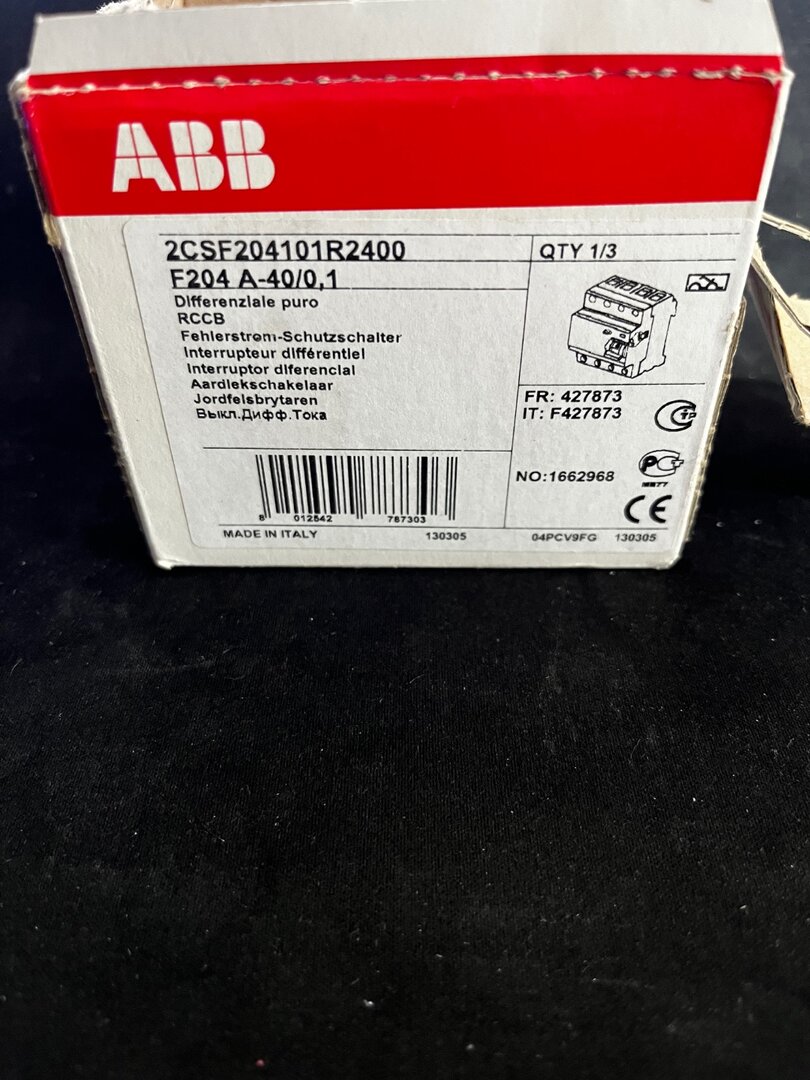 ABB
2CSF204101R2400
QTY 1/3
F204 A-40/0,1
Differenziale puro
RCCB
Fehlerstrom-Schutzschalter
Interrupteur différentiel
Interruptor diferencial
Aardlekschakelaar
Jordfelsbrytaren
Выкл.Дифф.Тока
FR: 427873
IT: F427873
NO:1662968
CE
8 012542 787303
MADE IN ITALY 130305 04PCV9FG 130305